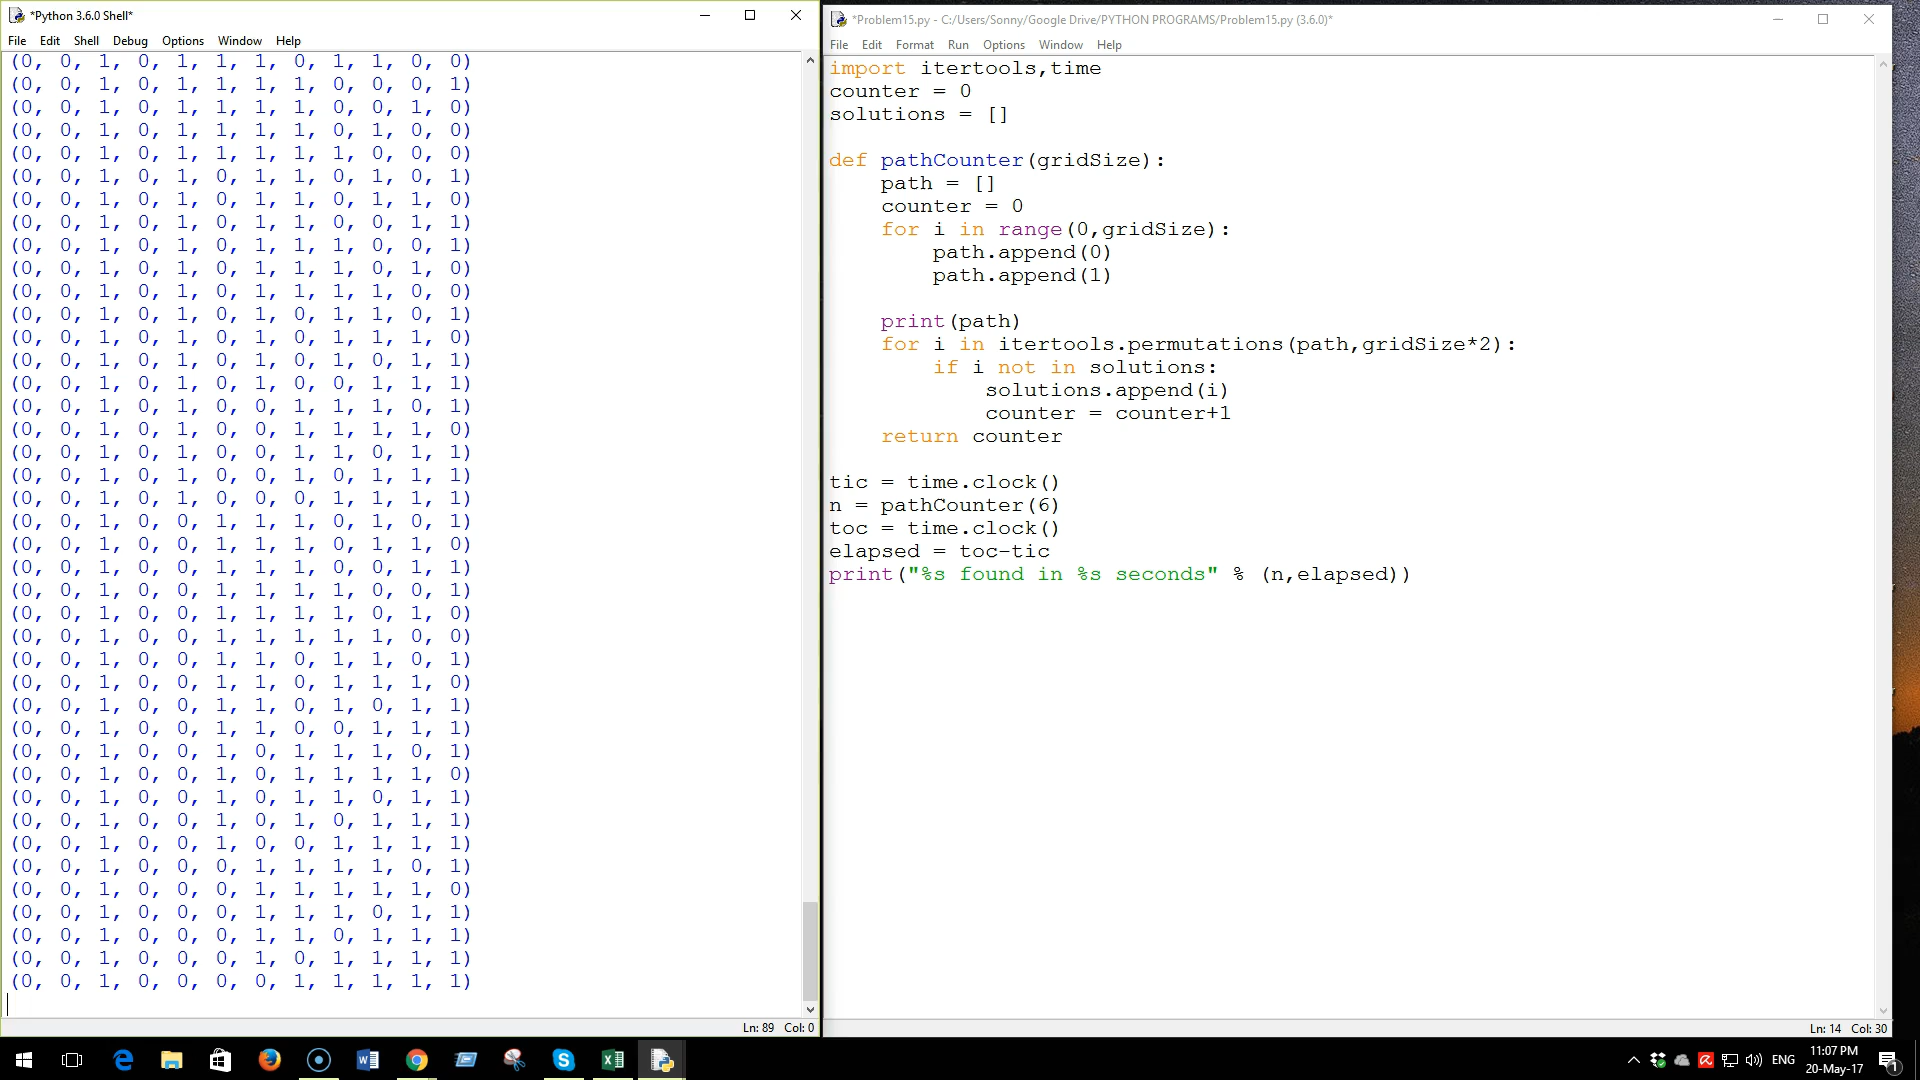 *Python 3.6.0 Shell*
File Edit Shell Debug Options Window Help
(0, 0, 1, 0, 1, 1, 1, 0, 1, 1, 0, 0)
(0, 0, 1, 0, 1, 1, 1, 1, 0, 0, 0, 1)
(0, 0, 1, 0, 1, 1, 1, 1, 0, 0, 1, 0)
(0, 0, 1, 0, 1, 1, 1, 1, 0, 1, 0, 0)
(0, 0, 1, 0, 1, 1, 1, 1, 1, 0, 0, 0)
(0, 0, 1, 0, 1, 0, 1, 1, 0, 1, 0, 1)
(0, 0, 1, 0, 1, 0, 1, 1, 0, 1, 1, 0)
(0, 0, 1, 0, 1, 0, 1, 1, 0, 0, 1, 1)
(0, 0, 1, 0, 1, 0, 1, 1, 1, 0, 0, 1)
(0, 0, 1, 0, 1, 0, 1, 1, 1, 0, 1, 0)
(0, 0, 1, 0, 1, 0, 1, 1, 1, 1, 0, 0)
(0, 0, 1, 0, 1, 0, 1, 0, 1, 1, 0, 1)
(0, 0, 1, 0, 1, 0, 1, 0, 1, 1, 1, 0)
(0, 0, 1, 0, 1, 0, 1, 0, 1, 0, 1, 1)
(0, 0, 1, 0, 1, 0, 1, 0, 0, 1, 1, 1)
(0, 0, 1, 0, 1, 0, 0, 1, 1, 1, 0, 1)
(0, 0, 1, 0, 1, 0, 0, 1, 1, 1, 1, 0)
(0, 0, 1, 0, 1, 0, 0, 1, 1, 0, 1, 1)
(0, 0, 1, 0, 1, 0, 0, 1, 0, 1, 1, 1)
(0, 0, 1, 0, 1, 0, 0, 0, 1, 1, 1, 1)
(0, 0, 1, 0, 0, 1, 1, 1, 0, 1, 0, 1)
(0, 0, 1, 0, 0, 1, 1, 1, 0, 1, 1, 0)
(0, 0, 1, 0, 0, 1, 1, 1, 0, 0, 1, 1)
(0, 0, 1, 0, 0, 1, 1, 1, 1, 0, 0, 1)
(0, 0, 1, 0, 0, 1, 1, 1, 1, 0, 1, 0)
(0, 0, 1, 0, 0, 1, 1, 1, 1, 1, 0, 0)
(0, 0, 1, 0, 0, 1, 1, 0, 1, 1, 0, 1)
(0, 0, 1, 0, 0, 1, 1, 0, 1, 1, 1, 0)
(0, 0, 1, 0, 0, 1, 1, 0, 1, 0, 1, 1)
(0, 0, 1, 0, 0, 1, 1, 0, 0, 1, 1, 1)
(0, 0, 1, 0, 0, 1, 0, 1, 1, 1, 0, 1)
(0, 0, 1, 0, 0, 1, 0, 1, 1, 1, 1, 0)
(0, 0, 1, 0, 0, 1, 0, 1, 1, 0, 1, 1)
(0, 0, 1, 0, 0, 1, 0, 1, 0, 1, 1, 1)
(0, 0, 1, 0, 0, 1, 0, 0, 1, 1, 1, 1)
(0, 0, 1, 0, 0, 0, 1, 1, 1, 1, 0, 1)
(0, 0, 1, 0, 0, 0, 1, 1, 1, 1, 1, 0)
(0, 0, 1, 0, 0, 0, 1, 1, 1, 0, 1, 1)
(0, 0, 1, 0, 0, 0, 1, 1, 0, 1, 1, 1)
(0, 0, 1, 0, 0, 0, 1, 0, 1, 1, 1, 1)
(0, 0, 1, 0, 0, 0, 0, 1, 1, 1, 1, 1)
Ln: 89 Col: 0
*Problem15.py - C:/Users/Sonny/Google Drive/PYTHON PROGRAMS/Problem15.py (3.6.0)*
File Edit Format Run Options Window Help
import itertools,time
counter = 0
solutions = []
def pathCounter(gridSize):
    path = []
    counter = 0
    for i in range(0,gridSize):
        path.append(0)
        path.append(1)
    print(path)
    for i in itertools.permutations(path,gridSize*2):
        if i not in solutions:
            solutions.append(i)
            counter = counter+1
    return counter
tic = time.clock()
n = pathCounter(6)
toc = time.clock()
elapsed = toc-tic
print("%s found in %s seconds" % (n,elapsed))
Ln: 14 Col: 30
ENG
11:07 PM
20-May-17
1